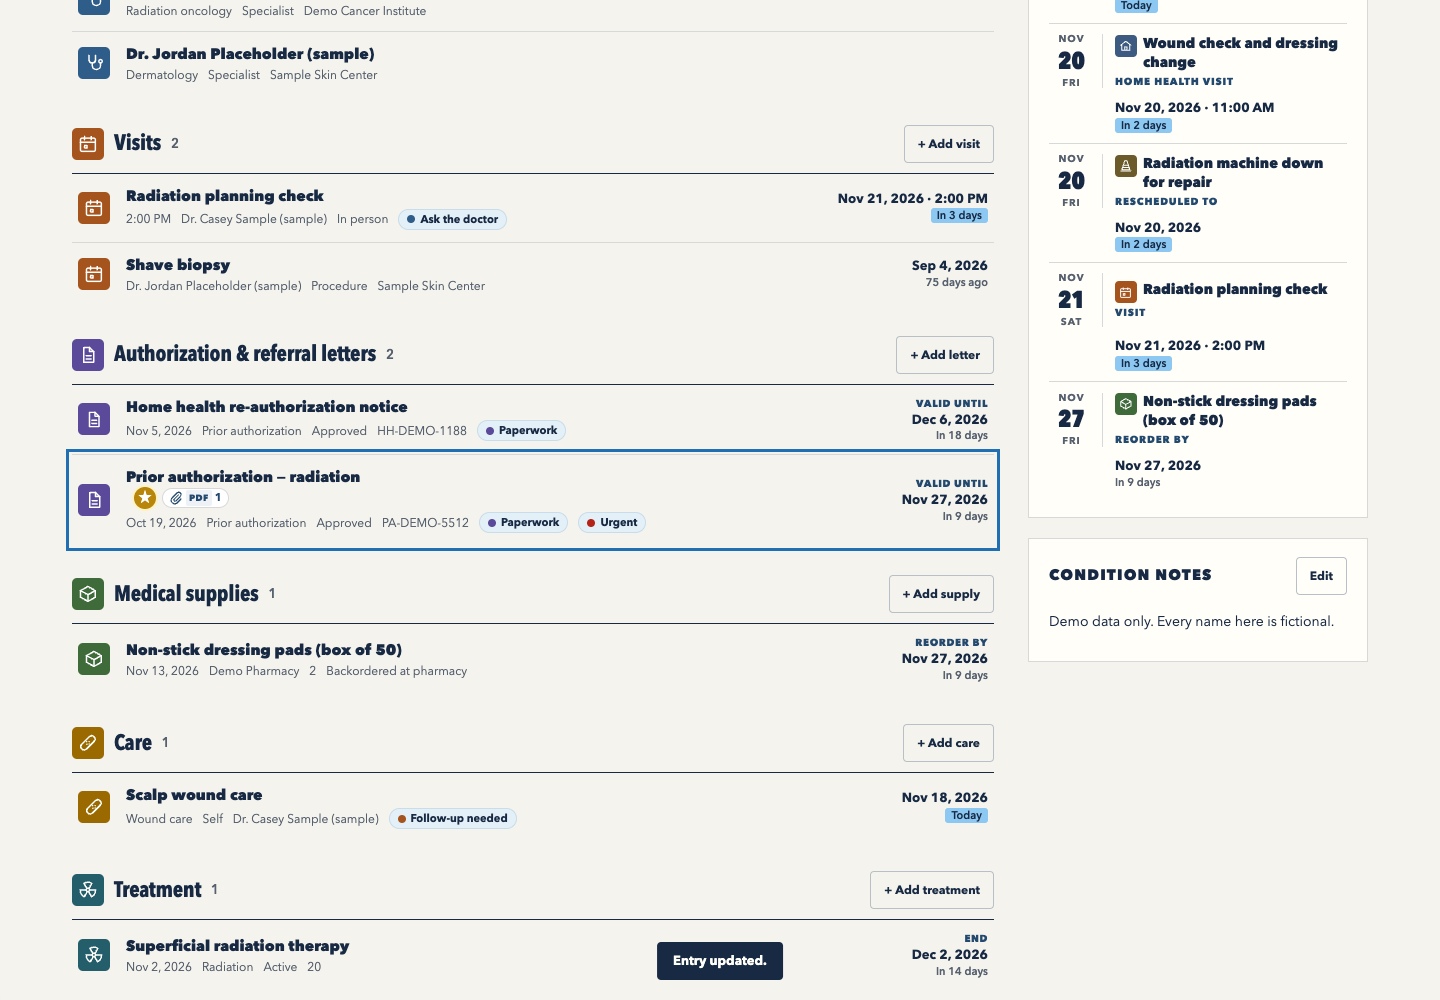 Radiation oncology Specialist Demo Cancer Institute
Dr. Jordan Placeholder (sample)
Dermatology Specialist Sample Skin Center
Visits 2
+ Add visit
Radiation planning check
2:00 PM Dr. Casey Sample (sample) In person Ask the doctor
Nov 21, 2026 · 2:00 PM
In 3 days
Shave biopsy
Dr. Jordan Placeholder (sample) Procedure Sample Skin Center
Sep 4, 2026
75 days ago
Authorization & referral letters 2
+ Add letter
Home health re-authorization notice
Nov 5, 2026 Prior authorization Approved HH-DEMO-1188 Paperwork
VALID UNTIL
Dec 6, 2026
In 18 days
Prior authorization – radiation
PDF 1
Oct 19, 2026 Prior authorization Approved PA-DEMO-5512 Paperwork Urgent
VALID UNTIL
Nov 27, 2026
In 9 days
Medical supplies 1
+ Add supply
Non-stick dressing pads (box of 50)
Nov 13, 2026 Demo Pharmacy 2 Backordered at pharmacy
REORDER BY
Nov 27, 2026
In 9 days
Care 1
+ Add care
Scalp wound care
Wound care Self Dr. Casey Sample (sample) Follow-up needed
Nov 18, 2026
Today
Treatment 1
+ Add treatment
Superficial radiation therapy
Nov 2, 2026 Radiation Active 20
END
Dec 2, 2026
In 14 days
Entry updated.
Today
NOV
20
FRI
Wound check and dressing
change
HOME HEALTH VISIT
Nov 20, 2026 · 11:00 AM
In 2 days
NOV
20
FRI
Radiation machine down
for repair
RESCHEDULED TO
Nov 20, 2026
In 2 days
NOV
21
SAT
Radiation planning check
VISIT
Nov 21, 2026 · 2:00 PM
In 3 days
NOV
27
FRI
Non-stick dressing pads
(box of 50)
REORDER BY
Nov 27, 2026
In 9 days
CONDITION NOTES
Edit
Demo data only. Every name here is fictional.